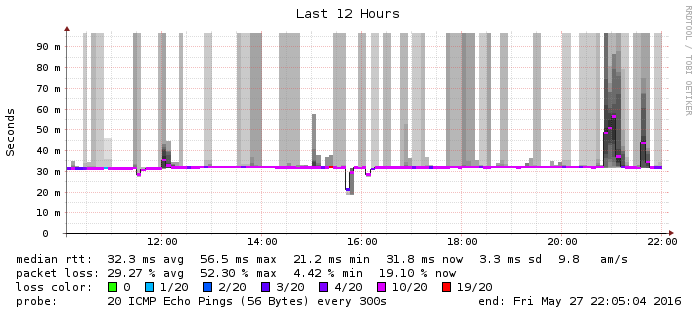 Last 12 Hours
RRDTOOL / TOBI OETIKER
Seconds
90 m
80 m
70 m
60 m
50 m
40 m
30 m
20 m
10 m
0
12:00 14:00 16:00 18:00 20:00 22:00
median rtt: 32.3 ms avg 56.5 ms max 21.2 ms min 31.8 ms now 3.3 ms sd 9.8 am/s
packet loss: 29.27 % avg 52.30 % max 4.42 % min 19.10 % now
loss color: 0 1/20 2/20 3/20 4/20 10/20 19/20
probe: 20 ICMP Echo Pings (56 Bytes) every 300s end: Fri May 27 22:05:04 2016